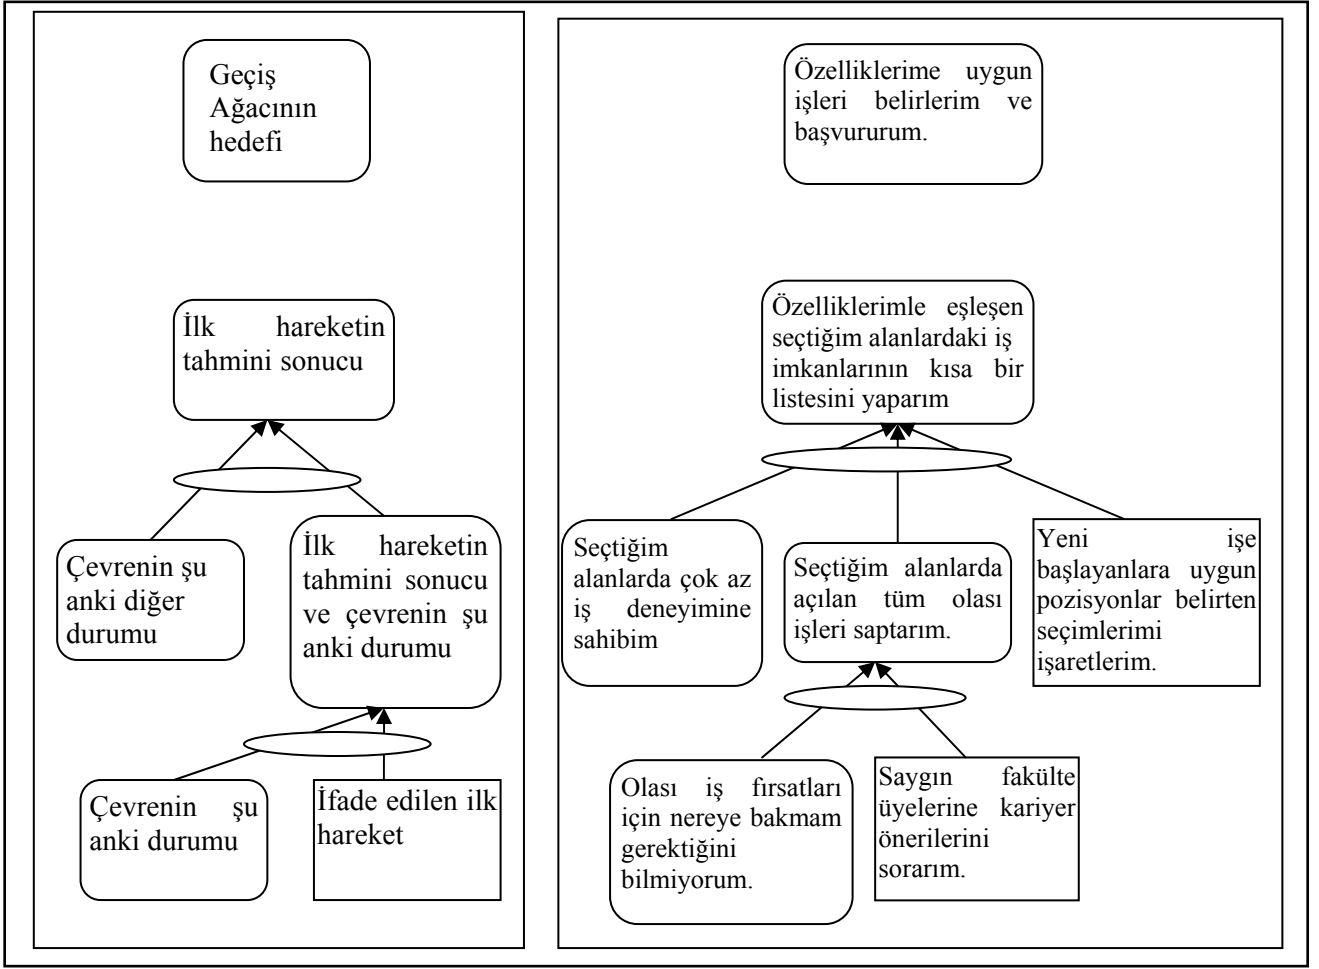 Geçiş
Ağacının
hedefi
İlk hareketin
tahmini sonucu
Çevrenin şu
anki diğer
durumu
İlk hareketin
tahmini sonucu
ve çevrenin şu
anki durumu
Çevrenin şu
anki durumu
İfade edilen ilk
hareket
Özelliklerime uygun
işleri belirlerim ve
başvururum.
Özelliklerimle eşleşen
seçtiğim alanlardaki iş
imkanlarının kısa bir
listesini yaparım
Seçtiğim
alanlarda çok az
iş deneyimine
sahibim
Seçtiğim alanlarda
açılan tüm olası
işleri saptarım.
Yeni işe
başlayanlara uygun
pozisyonlar belirten
seçimlerimi
işaretlerim.
Olası iş fırsatları
için nereye bakmam
gerektiğini
bilmiyorum.
Saygın fakülte
üyelerine kariyer
önerilerini
sorarım.